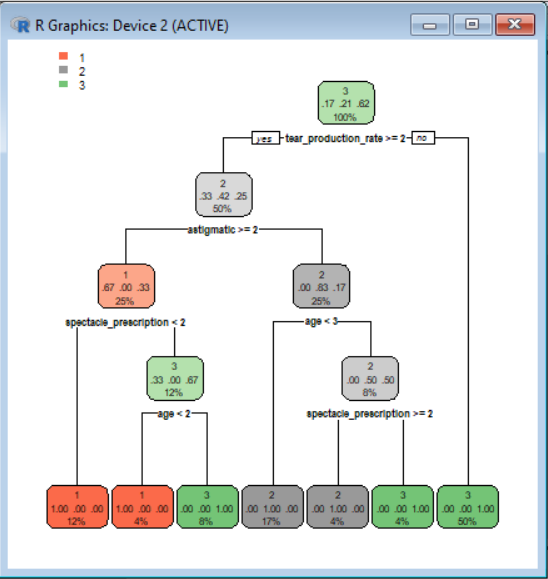 R Graphics: Device 2 (ACTIVE)
1
2
3
3
.17 .21 .62
100%
yes tear_production_rate >= 2 no
2
.33 .42 .25
50%
astigmatic >= 2
1
.67 .00 .33
25%
2
.00 .83 .17
25%
spectacle_prescription < 2
age < 3
3
.33 .00 .67
12%
2
.00 .50 .50
8%
age < 2
spectacle_prescription >= 2
1
1.00 .00 .00
12%
1
1.00 .00 .00
4%
3
.00 .00 1.00
8%
2
.00 1.00 .00
17%
2
.00 1.00 .00
4%
3
.00 .00 1.00
4%
3
.00 .00 1.00
50%